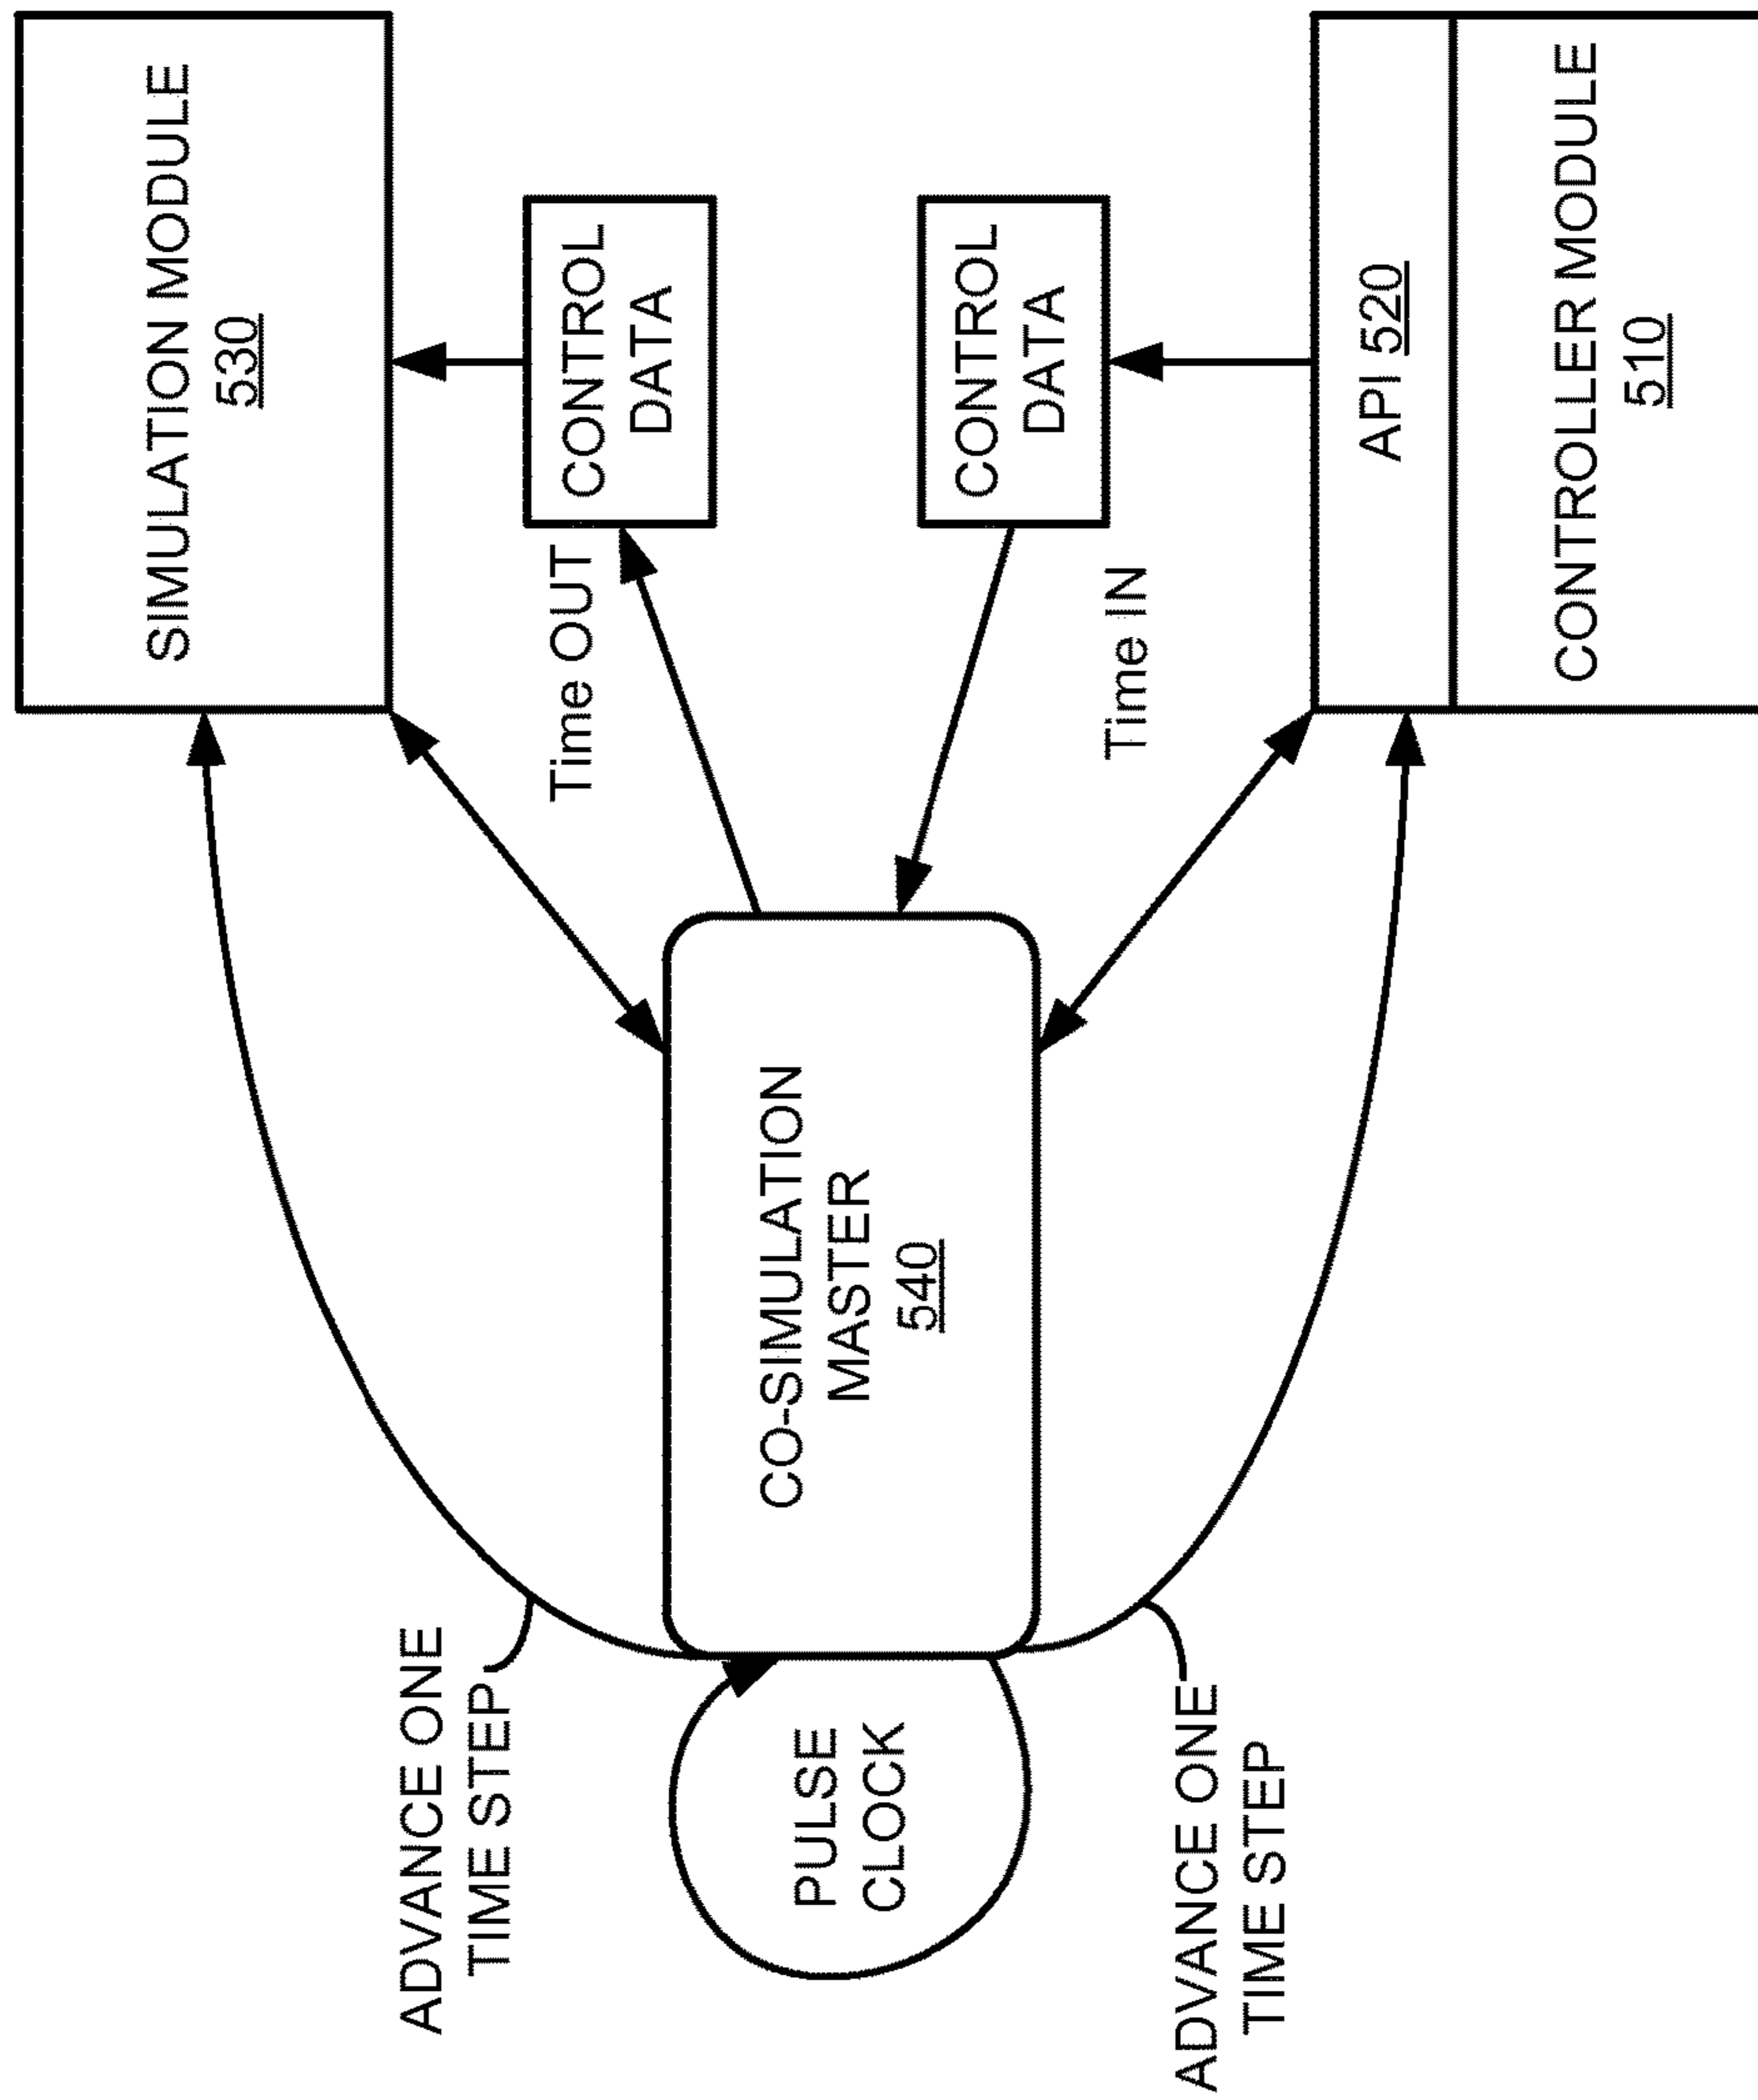 SIMULATION MODULE
530
CONTROL
DATA
Time OUT
CONTROL
DATA
Time IN
API 520
CONTROLLER MODULE
510
CO-SIMULATION
MASTER
540
ADVANCE ONE
TIME STEP
PULSE
CLOCK
ADVANCE ONE
TIME STEP